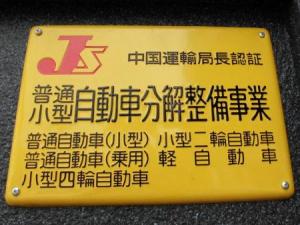 JS 中国運輸局長認証
普通
小型 自動車分解整備事業
普通自動車(小型) 小型二輪自動車
普通自動車(乗用) 軽自動車
小型四輪自動車